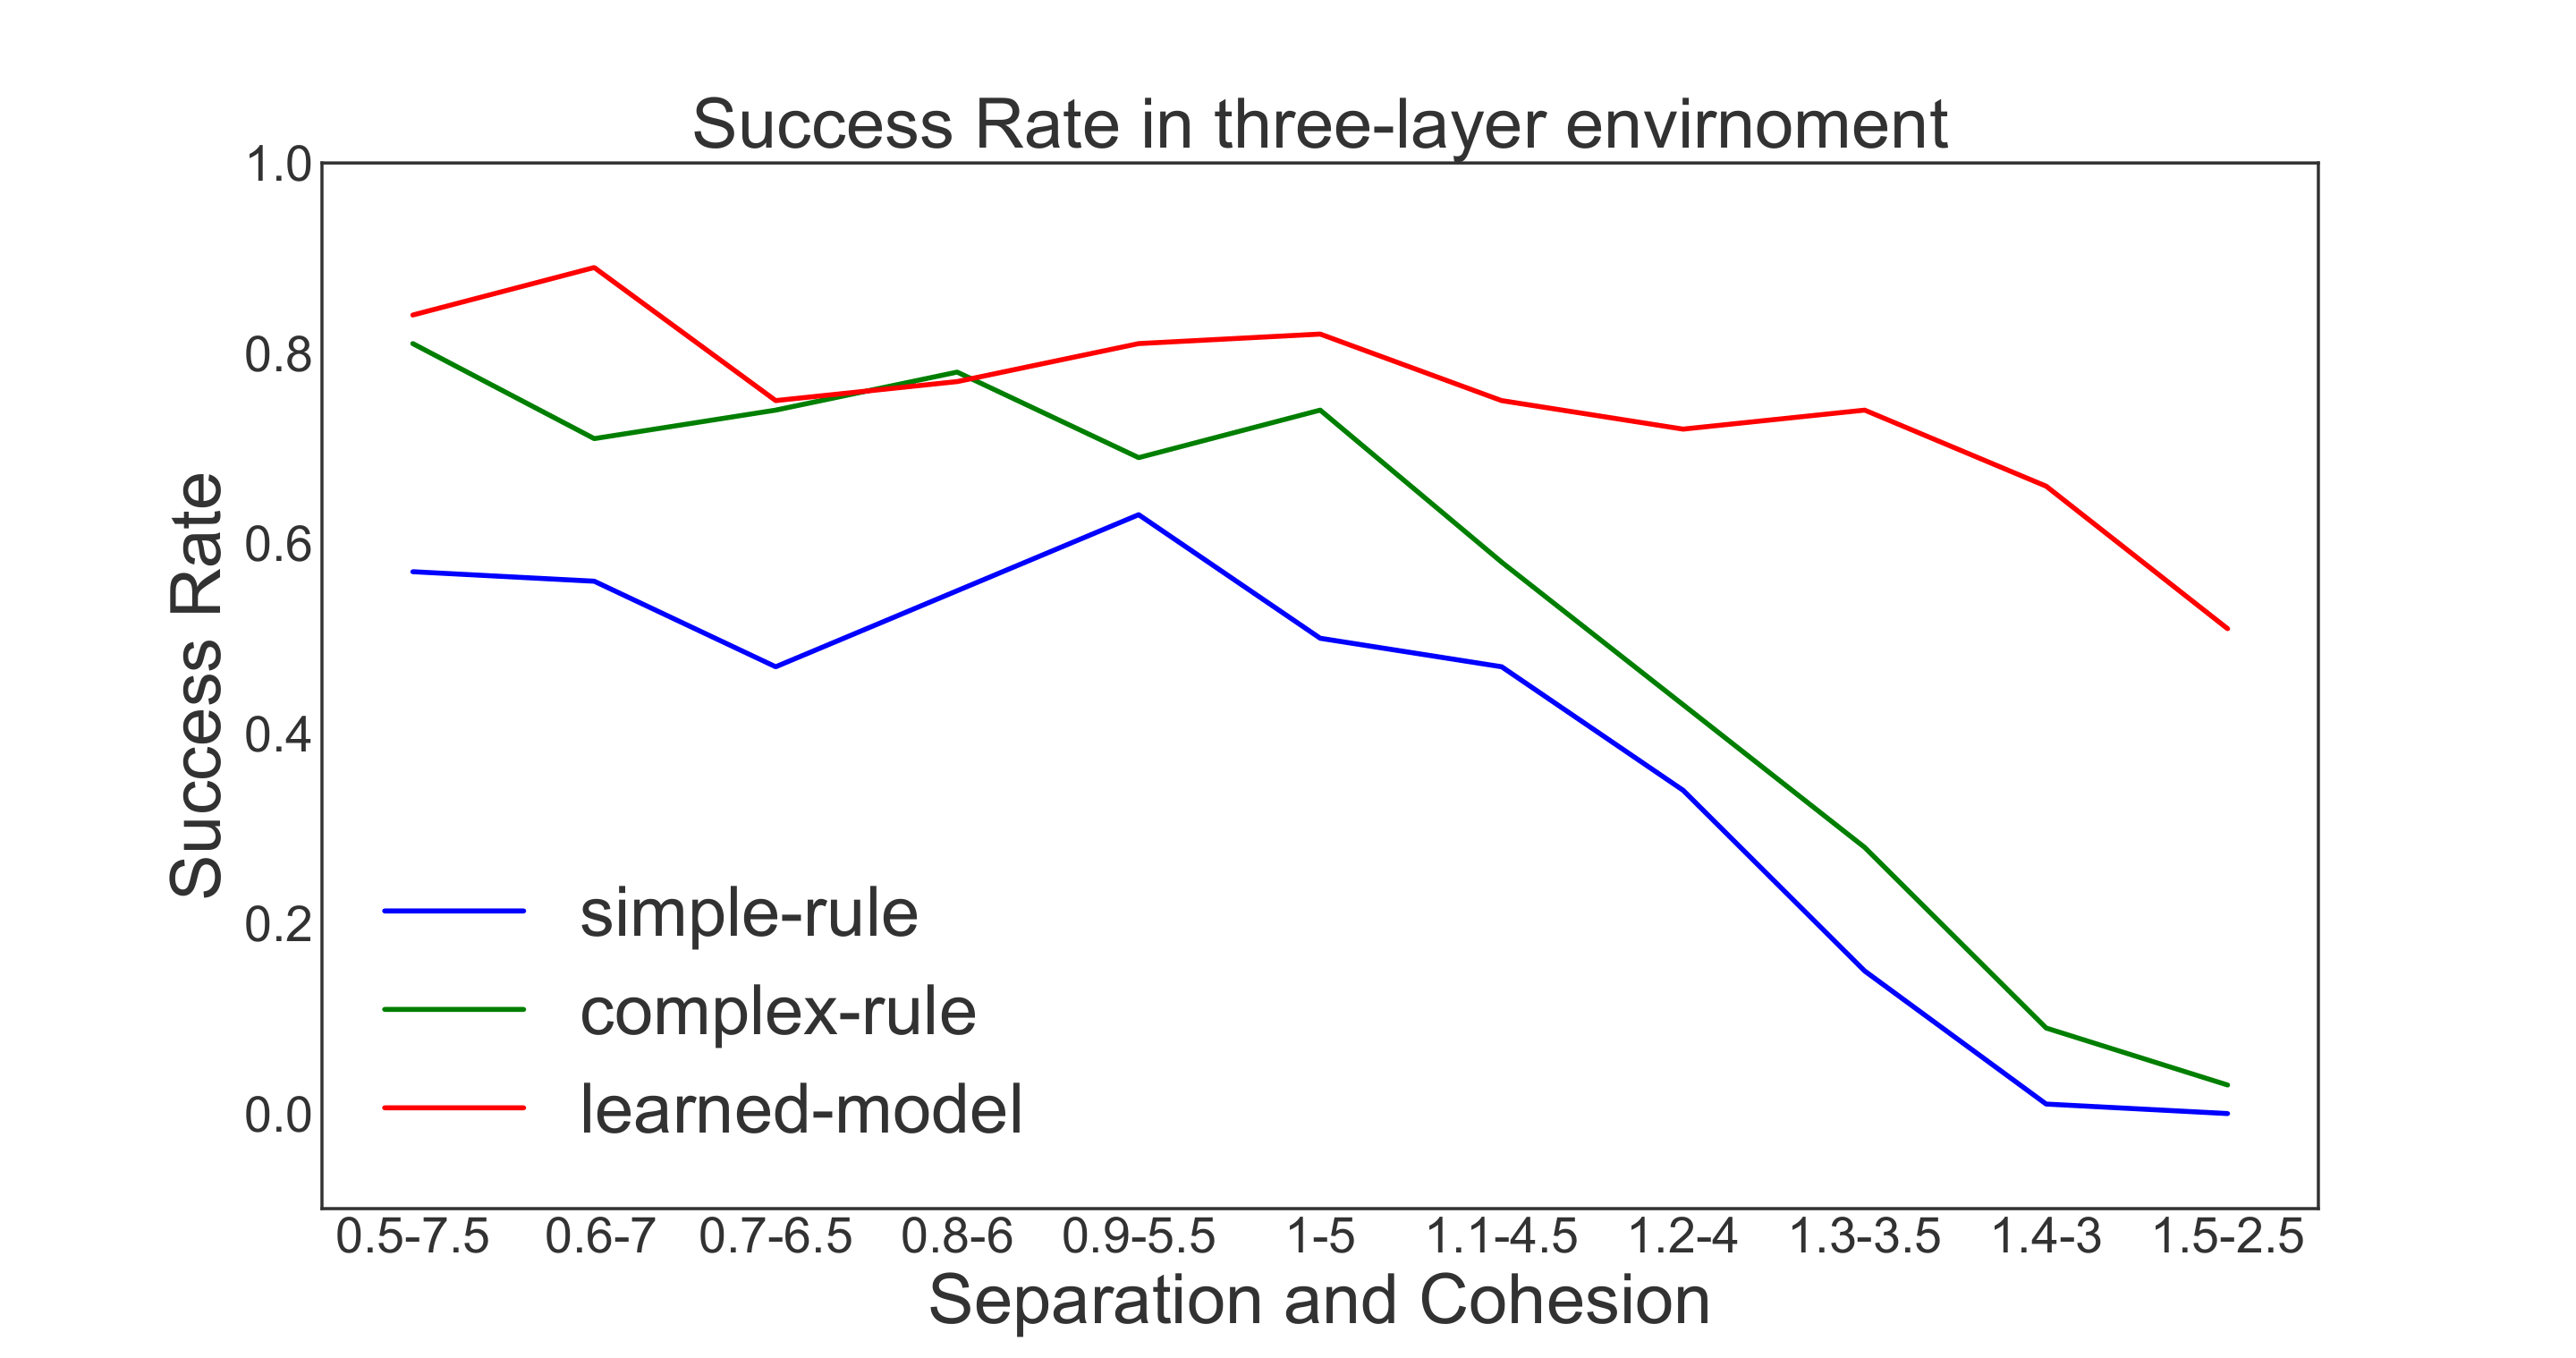 Success Rate in three-layer envirnoment
1.0
0.8
0.6
0.4
0.2
0.0
Success Rate
simple-rule
complex-rule
learned-model
0.5-7.5 0.6-7 0.7-6.5 0.8-6 0.9-5.5 1-5 1.1-4.5 1.2-4 1.3-3.5 1.4-3 1.5-2.5
Separation and Cohesion